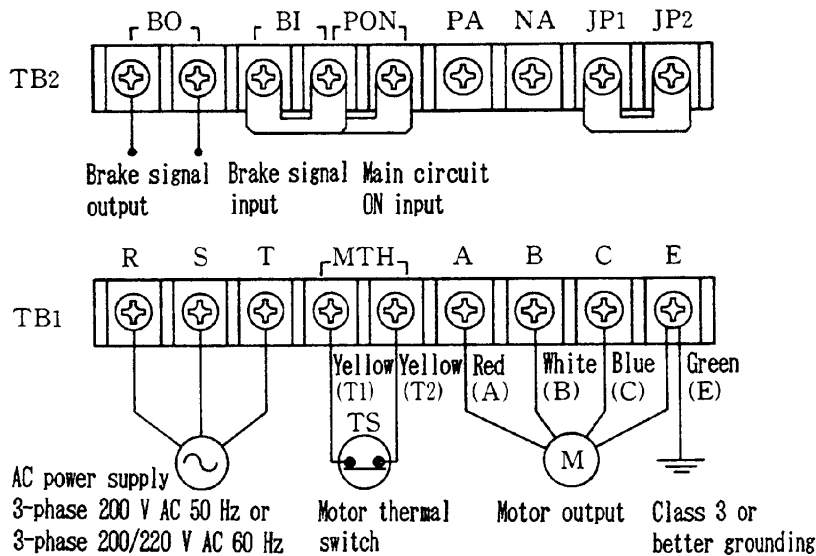 BO BI PON PA NA JP1 JP2
TB2
Brake signal output
Brake signal input
Main circuit ON input
R S T MTH A B C E
TB1
Yellow (T1)
Yellow (T2)
Red (A)
White (B)
Blue (C)
Green (E)
TS
M
AC power supply
3-phase 200 V AC 50 Hz or
3-phase 200/220 V AC 60 Hz
Motor thermal
switch
Motor output
Class 3 or
better grounding